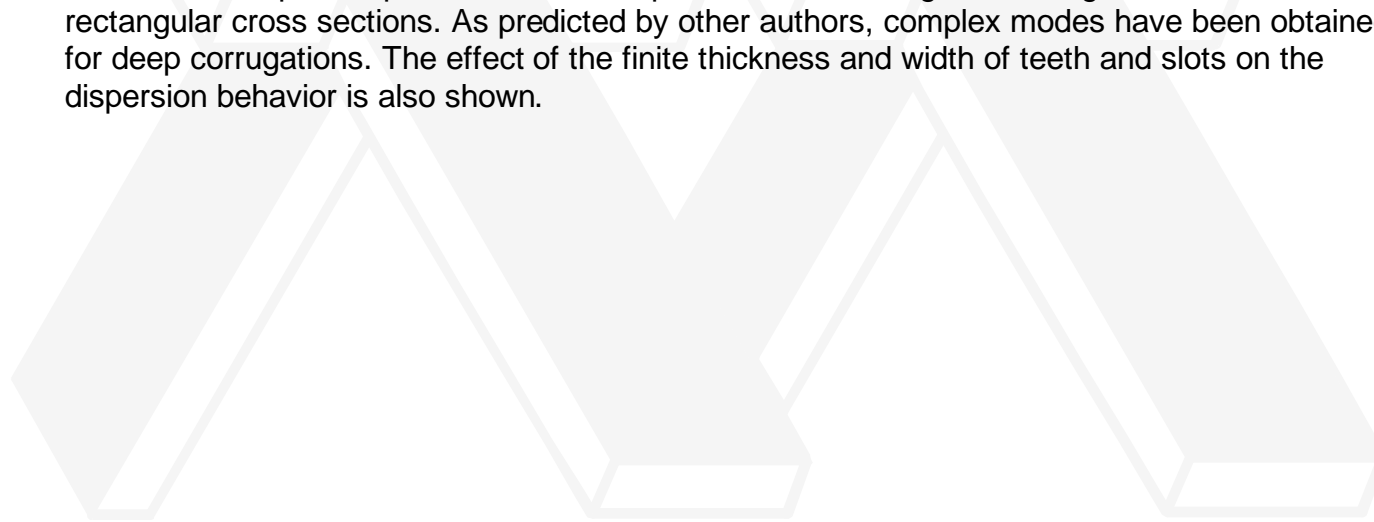 rectangular cross sections. As predicted by other authors, complex modes have been obtaine
for deep corrugations. The effect of the finite thickness and width of teeth and slots on the
dispersion behavior is also shown.